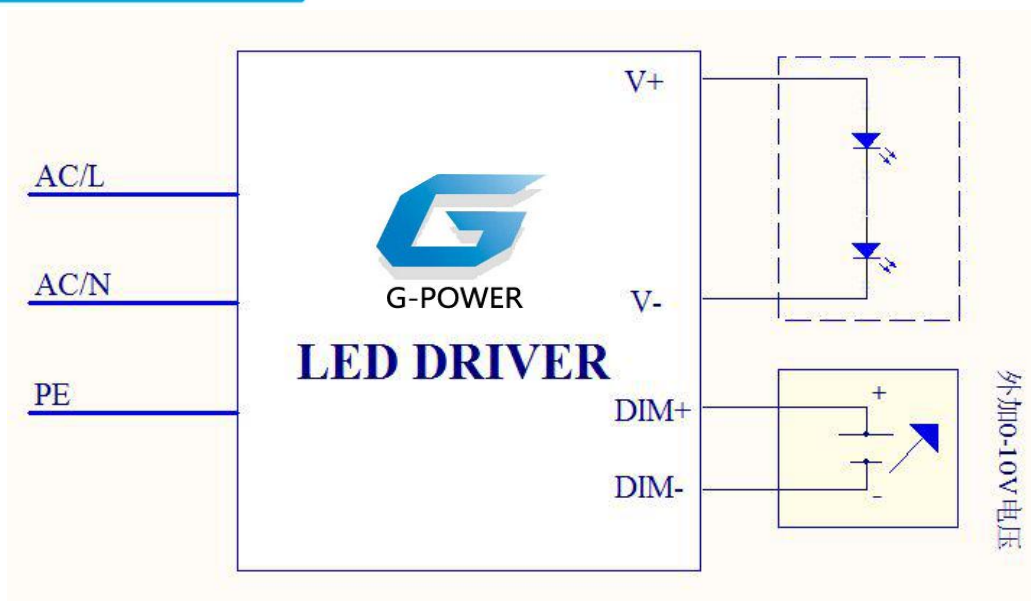 AC/L
AC/N
PE
G-POWER
LED DRIVER
V+
V-
DIM+
DIM-
+
-
外加0-10V电压